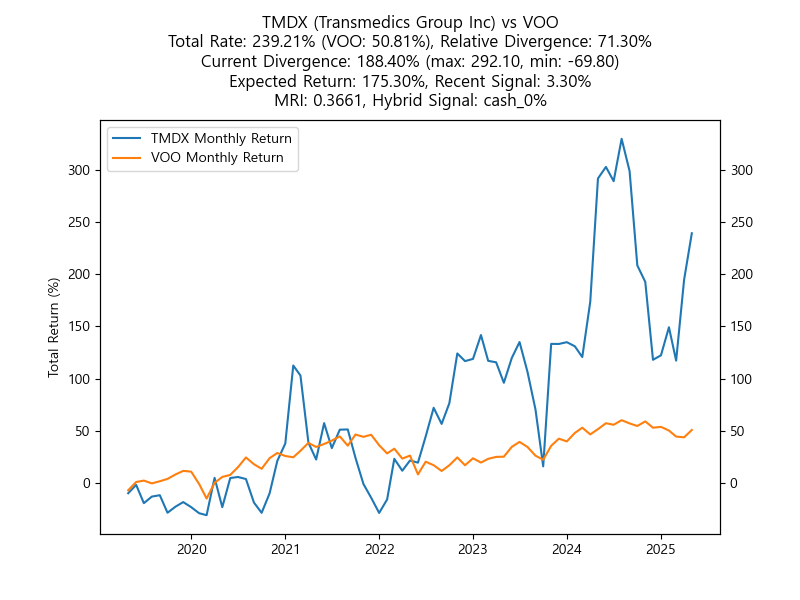 TMDX (Transmedics Group Inc) vs VOO
Total Rate: 239.21% (VOO: 50.81%), Relative Divergence: 71.30%
Current Divergence: 188.40% (max: 292.10, min: -69.80)
Expected Return: 175.30%, Recent Signal: 3.30%
MRI: 0.3661, Hybrid Signal: cash_0%
TMDX Monthly Return
VOO Monthly Return
Total Return (%)
300
250
200
150
100
50
0
300
250
200
150
100
50
0
2020
2021
2022
2023
2024
2025